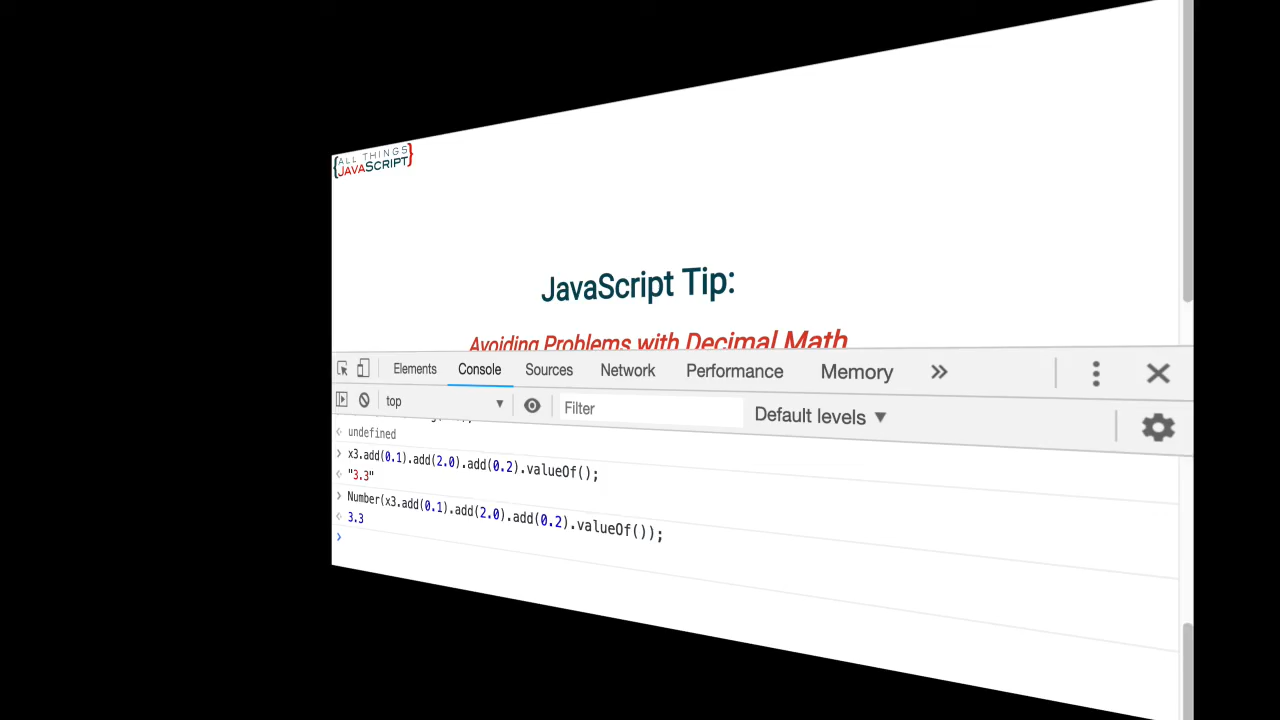 {ALL THINGS
JAVASCRIPT}
JavaScript Tip:
Avoiding Problems with Decimal Math
Elements Console Sources Network Performance Memory »
top ▼ Filter Default levels ▼
undefined
> x3.add(0.1).add(2.0).add(0.2).valueOf();
"3.3"
> Number(x3.add(0.1).add(2.0).add(0.2).valueOf());
3.3
>